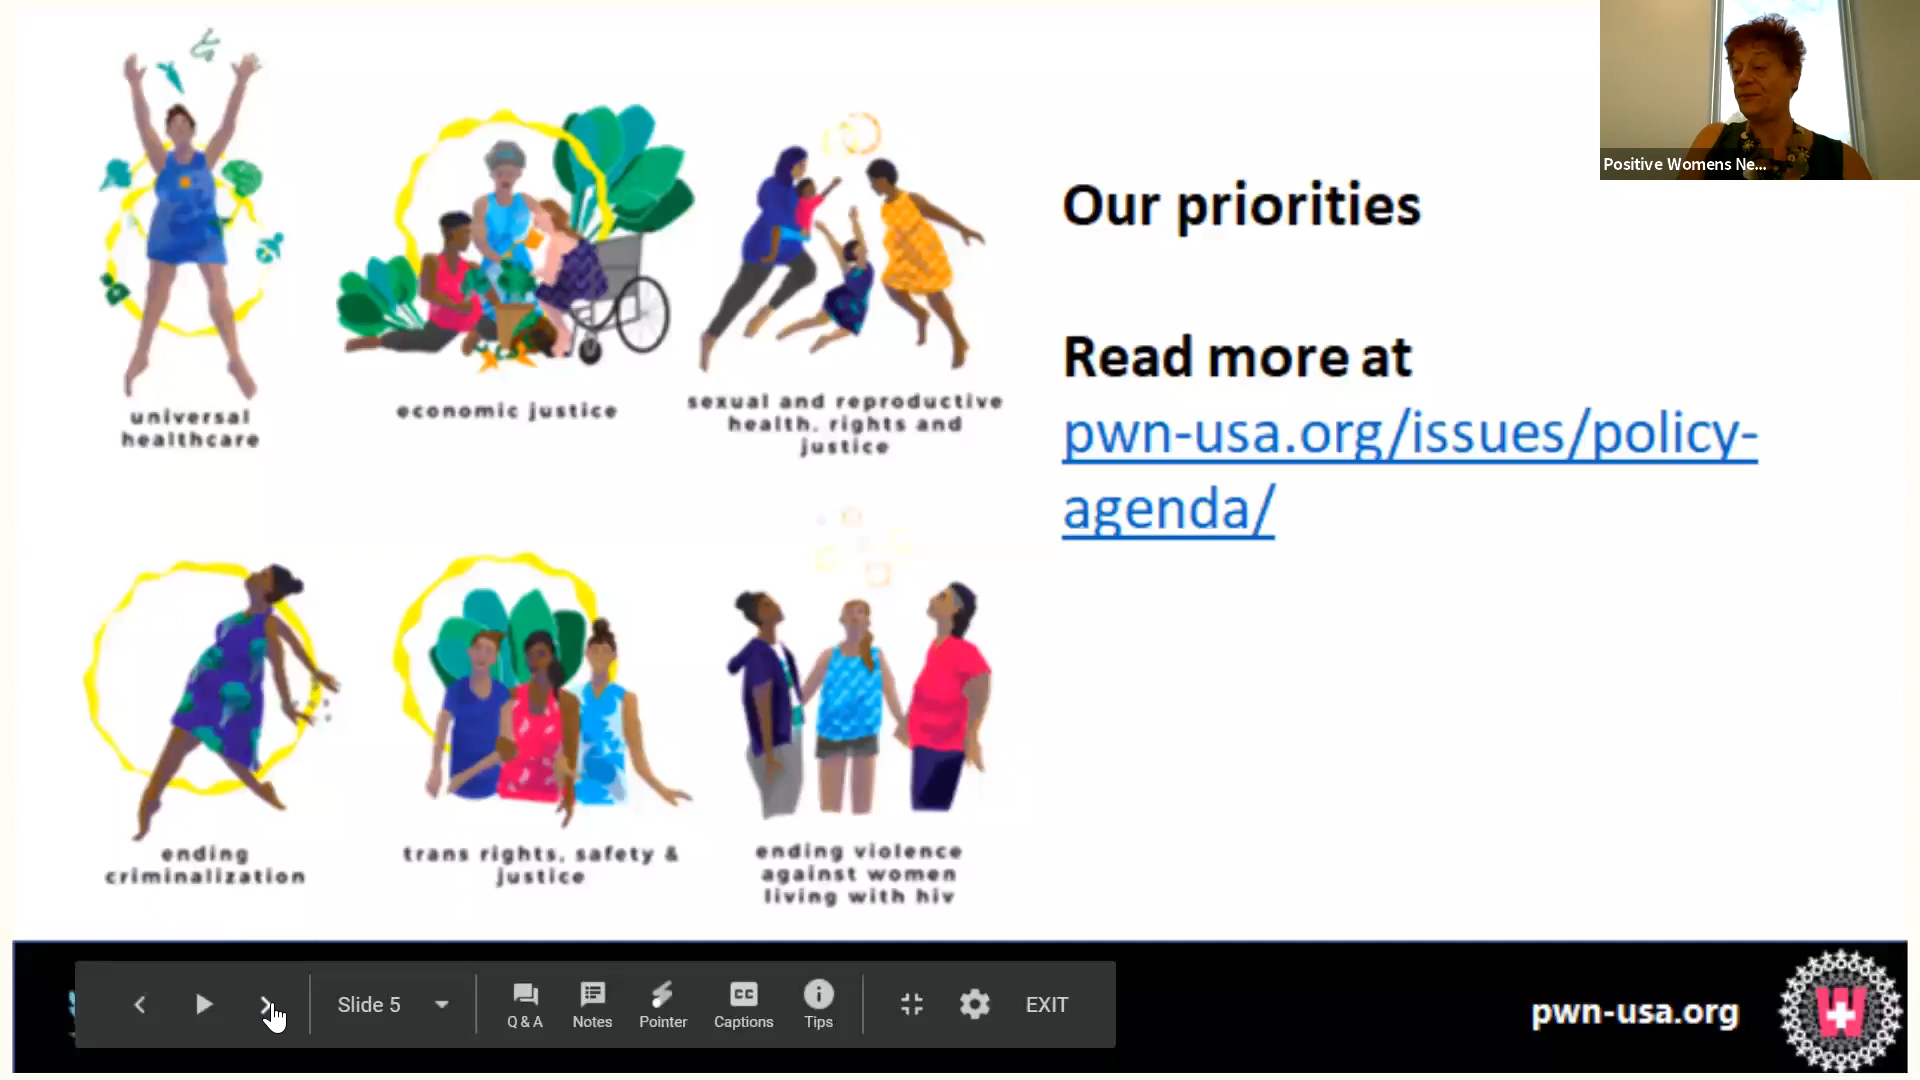 Positive Womens Ne...
Our priorities
Read more at
pwn-usa.org/issues/policy-
agenda/
universal
healthcare
economic justice
sexual and reproductive
health, rights and
justice
ending
criminalization
trans rights, safety &
justice
ending violence
against women
living with hiv
Slide 5
Q & A
Notes
Pointer
CC
Captions
Tips
EXIT
pwn-usa.org
W